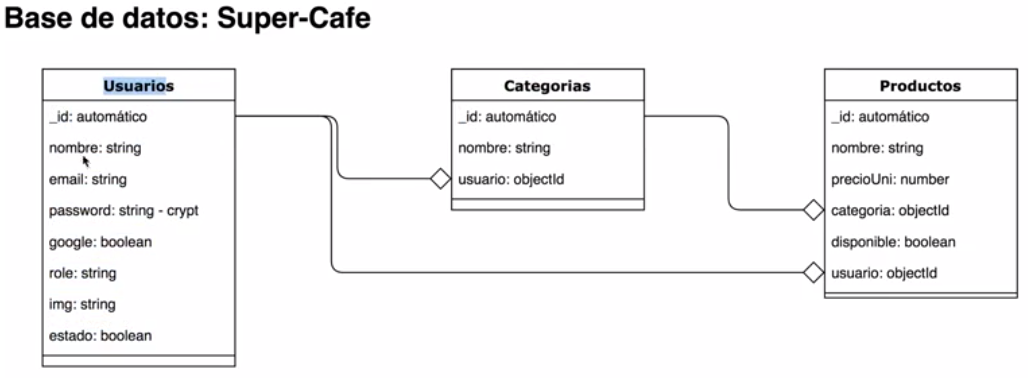 Base de datos: Super-Cafe
Usuarios
_id: automático
nombre: string
email: string
password: string - crypt
google: boolean
role: string
img: string
estado: boolean
Categorias
_id: automático
nombre: string
usuario: objectId
Productos
_id: automático
nombre: string
precioUni: number
categoria: objectId
disponible: boolean
usuario: objectId